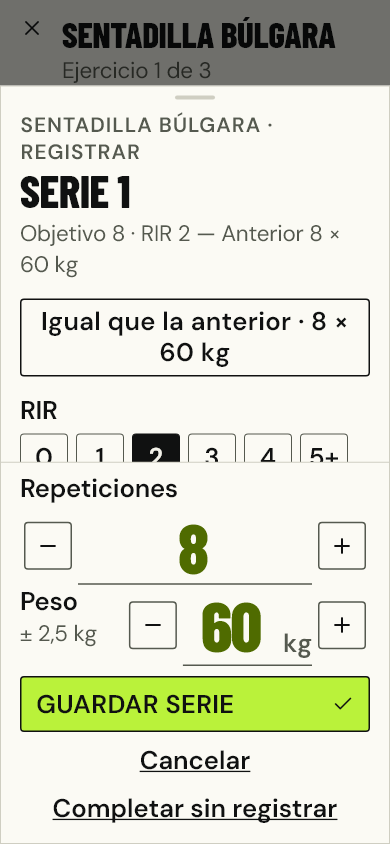 SENTADILLA BÚLGARA
Ejercicio 1 de 3
SENTADILLA BÚLGARA ·
REGISTRAR
SERIE 1
Objetivo 8 · RIR 2 — Anterior 8 ×
60 kg
Igual que la anterior · 8 ×
60 kg
RIR
0 1 2 3 4 5+
Repeticiones
− 8 +
Peso
± 2,5 kg
− 60 kg +
GUARDAR SERIE
Cancelar
Completar sin registrar